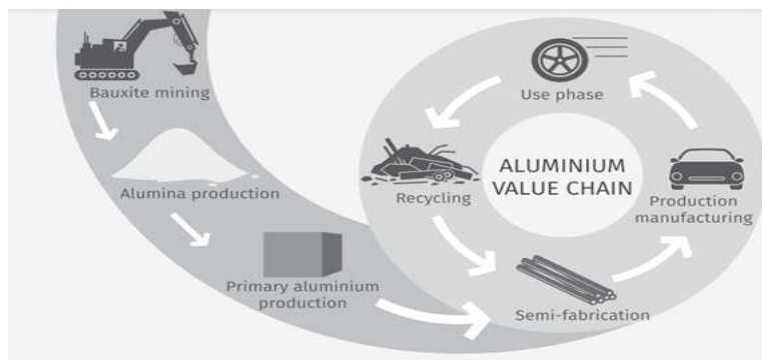 Bauxite mining
Alumina production
Primary aluminium
production
Semi-fabrication
Production
manufacturing
Use phase
Recycling
ALUMINIUM
VALUE CHAIN